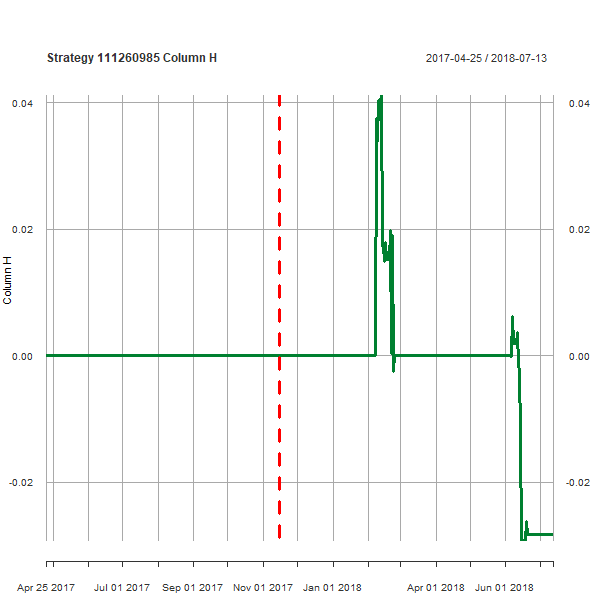 Strategy 111260985 Column H
2017-04-25 / 2018-07-13
0.04
0.04
0.02
0.02
Column H
0.00
0.00
-0.02
-0.02
Apr 25 2017
Jul 01 2017
Sep 01 2017
Nov 01 2017
Jan 01 2018
Apr 01 2018
Jun 01 2018